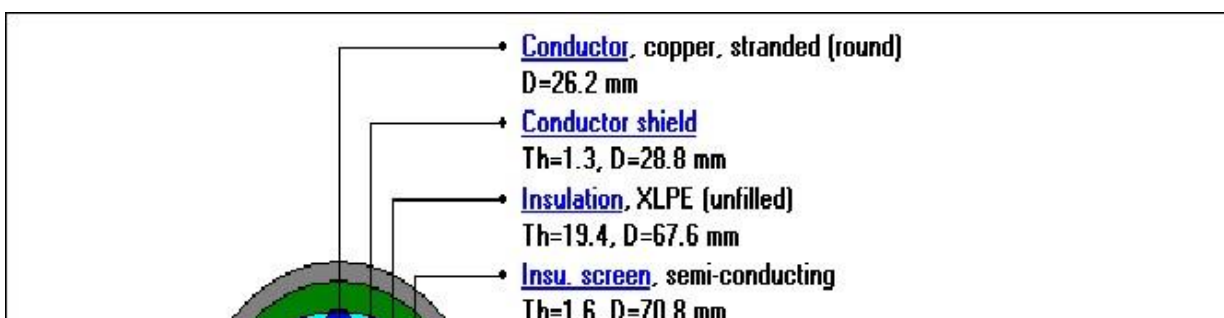 Conductor, copper, stranded (round)
D=26.2 mm
Conductor shield
Th=1.3, D=28.8 mm
Insulation, XLPE (unfilled)
Th=19.4, D=67.6 mm
Insu. screen, semi-conducting
Th=1.6, D=70.8 mm